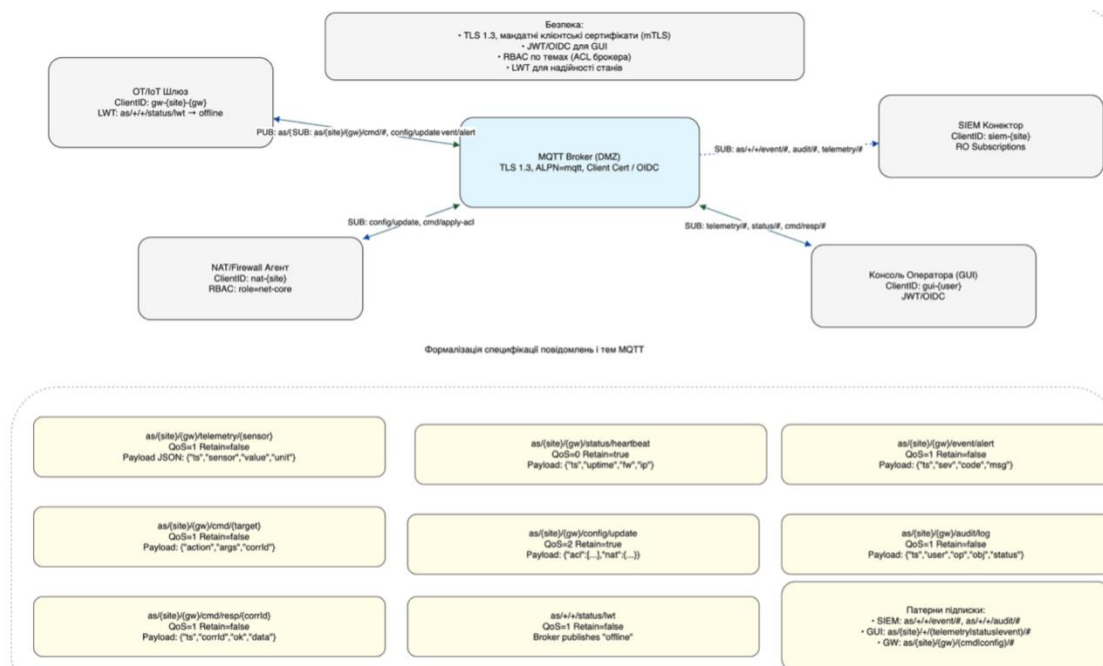 Безпека:
• TLS 1.3, мандатні клієнтські сертифікати (mTLS)
• JWT/OIDC для GUI
• RBAC по темах (ACL брокера)
• LWT для надійності станів
OT/IoT Шлюз
ClientID: gw-{site}-{gw}
LWT: as/+/+/status/lwt → offline
PUB: as/{ SUB: as/{site}/{gw}/cmd/#, config/update vent/alert
MQTT Broker (DMZ)
TLS 1.3, ALPN=mqtt, Client Cert / OIDC
SUB: as/+/+/event/#, audit/#, telemetry/#
SIEM Конектор
ClientID: siem-{site}
RO Subscriptions
SUB: config/update, cmd/apply-acl
SUB: telemetry/#, status/#, cmd/resp/#
NAT/Firewall Агент
ClientID: nat-{site}
RBAC: role=net-core
Консоль Оператора (GUI)
ClientID: gui-{user}
JWT/OIDC
Формалізація специфікації повідомлень і тем MQTT
as/{site}/{gw}/telemetry/{sensor}
QoS=1 Retain=false
Payload JSON: {"ts","sensor","value","unit"}
as/{site}/{gw}/status/heartbeat
QoS=0 Retain=true
Payload: {"ts","uptime","fw","ip"}
as/{site}/{gw}/event/alert
QoS=1 Retain=false
Payload: {"ts","sev","code","msg"}
as/{site}/{gw}/cmd/{target}
QoS=1 Retain=false
Payload: {"action","args","corrId"}
as/{site}/{gw}/config/update
QoS=2 Retain=true
Payload: {"acl":[...],"nat":{...}}
as/{site}/{gw}/audit/log
QoS=1 Retain=false
Payload: {"ts","user","op","obj","status"}
as/{site}/{gw}/cmd/resp/{corrId}
QoS=1 Retain=false
Payload: {"ts","corrId","ok","data"}
as/+/+/status/lwt
QoS=1 Retain=false
Broker publishes "offline"
Патерни підписки:
• SIEM: as/+/+/event/#, as/+/+/audit/#
• GUI: as/{site}/+/(telemetry|status|event)/#
• GW: as/{site}/{gw}/(cmd|config)/#